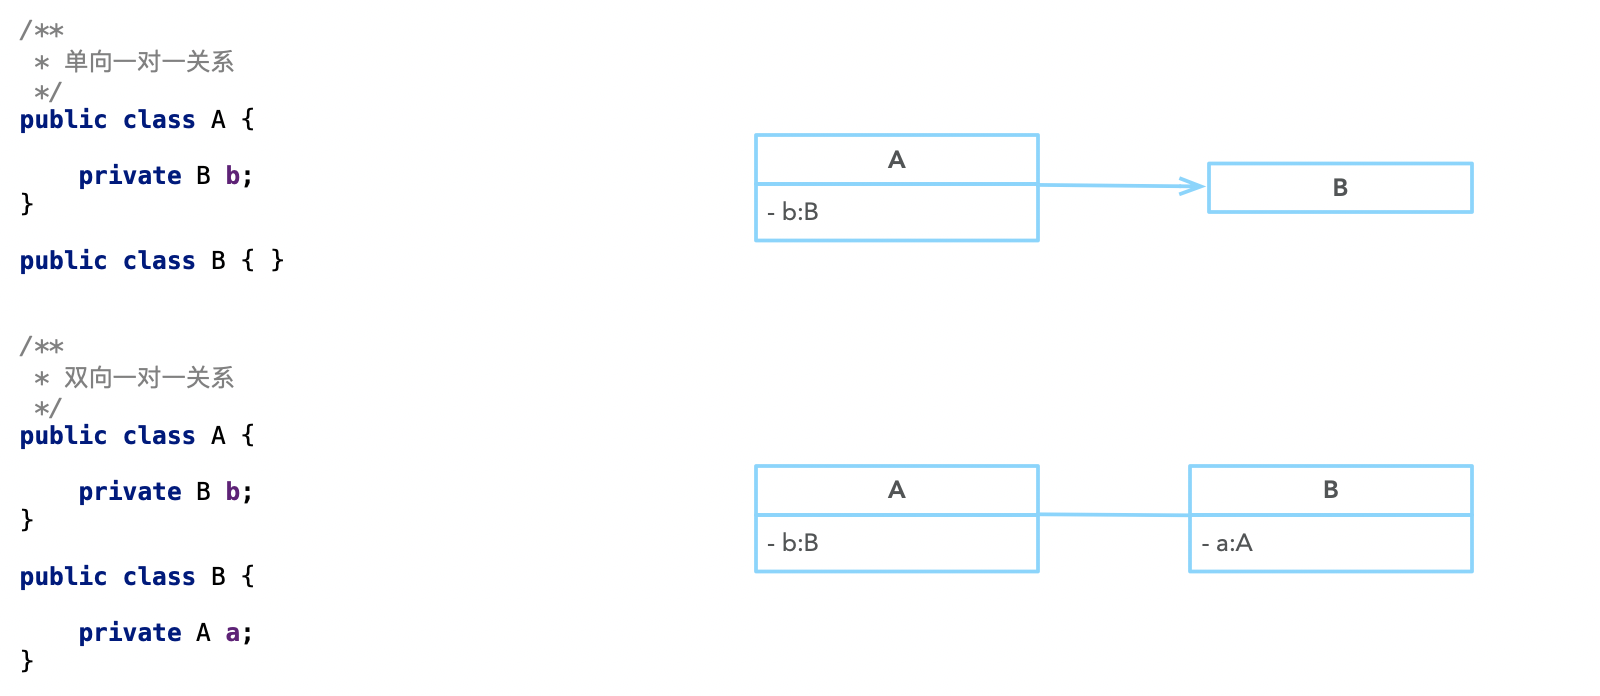 /**
 * 单向一对一关系
 */
public class A {
    private B b;
}
public class B { }
/**
 * 双向一对一关系
 */
public class A {
    private B b;
}
public class B {
    private A a;
}
A
- b:B
B
A
- b:B
B
- a:A